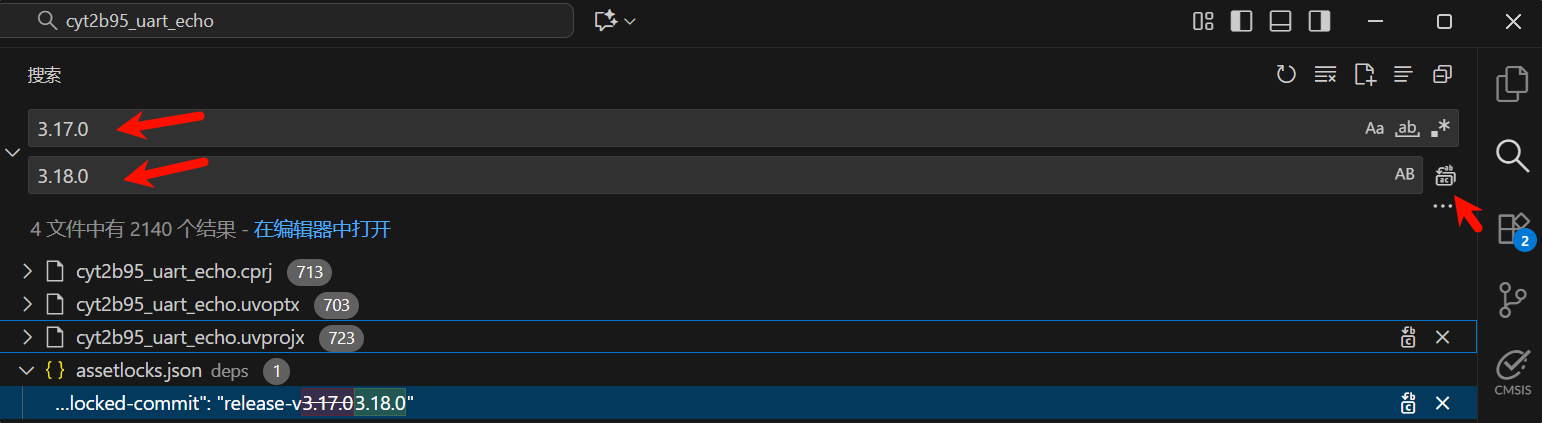 cyt2b95_uart_echo
搜索
3.17.0 Aa ab .*
3.18.0 AB
4 文件中有 2140 个结果 - 在编辑器中打开
cyt2b95_uart_echo.cprj 713
cyt2b95_uart_echo.uvoptx 703
cyt2b95_uart_echo.uvprojx 723
{ } assetlocks.json deps 1
...locked-commit": "release-v3.17.03.18.0"
2
CMSIS